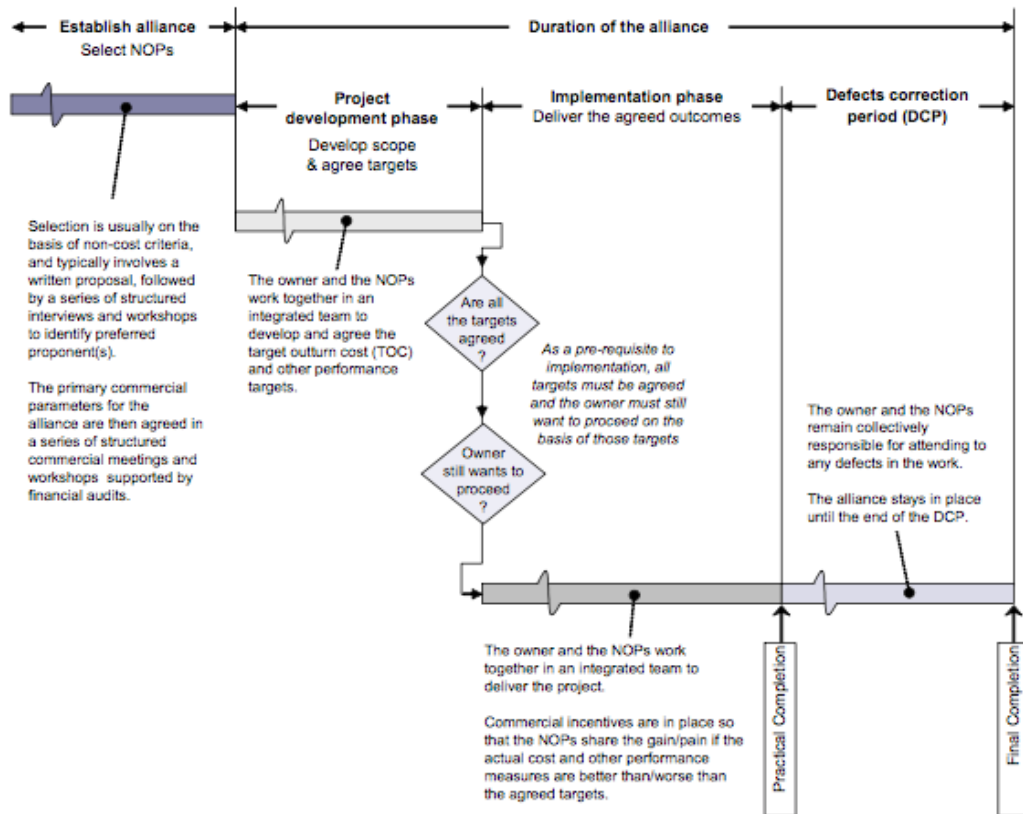 Establish alliance
Select NOPs
Duration of the alliance
Project
development phase
Develop scope
& agree targets
Implementation phase
Deliver the agreed outcomes
Defects correction
period (DCP)
Selection is usually on the
basis of non-cost criteria,
and typically involves a
written proposal, followed
by a series of structured
interviews and workshops
to identify preferred
proponent(s).
The primary commercial
parameters for the
alliance are then agreed in
a series of structured
commercial meetings and
workshops supported by
financial audits.
The owner and the NOPs
work together in an
integrated team to
develop and agree the
target outturn cost (TOC)
and other performance
targets.
Are all
the targets
agreed
?
As a pre-requisite to
implementation, all
targets must be agreed
and the owner must still
want to proceed on the
basis of those targets
Owner
still wants to
proceed
?
The owner and the NOPs
remain collectively
responsible for attending to
any defects in the work.
The alliance stays in place
until the end of the DCP.
The owner and the NOPs work
together in an integrated team to
deliver the project.
Commercial incentives are in place so
that the NOPs share the gain/pain if the
actual cost and other performance
measures are better than/worse than
the agreed targets.
Practical Completion
Final Completion